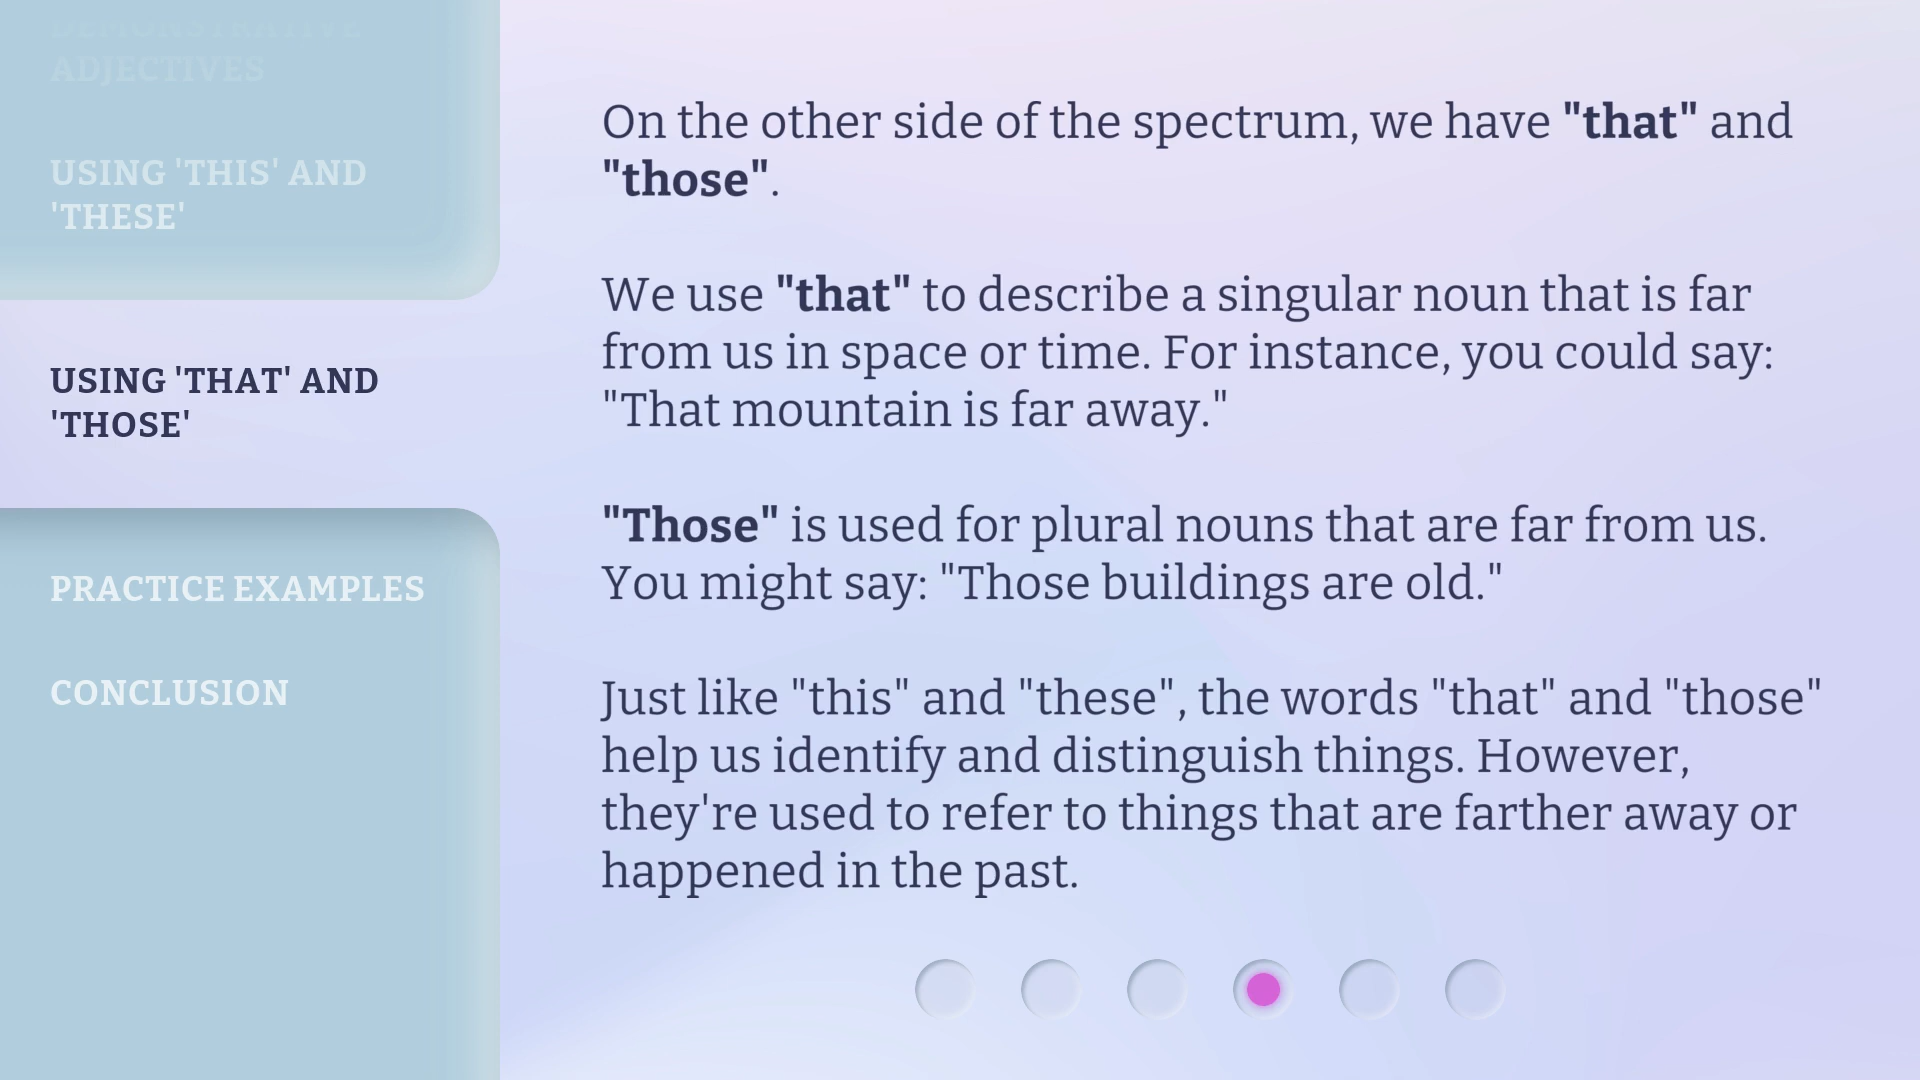 DEMONSTRATIVE
ADJECTIVES
USING 'THIS' AND
'THESE'
USING 'THAT' AND
'THOSE'
PRACTICE EXAMPLES
CONCLUSION
On the other side of the spectrum, we have "that" and
"those".
We use "that" to describe a singular noun that is far
from us in space or time. For instance, you could say:
"That mountain is far away."
"Those" is used for plural nouns that are far from us.
You might say: "Those buildings are old."
Just like "this" and "these", the words "that" and "those"
help us identify and distinguish things. However,
they're used to refer to things that are farther away or
happened in the past.